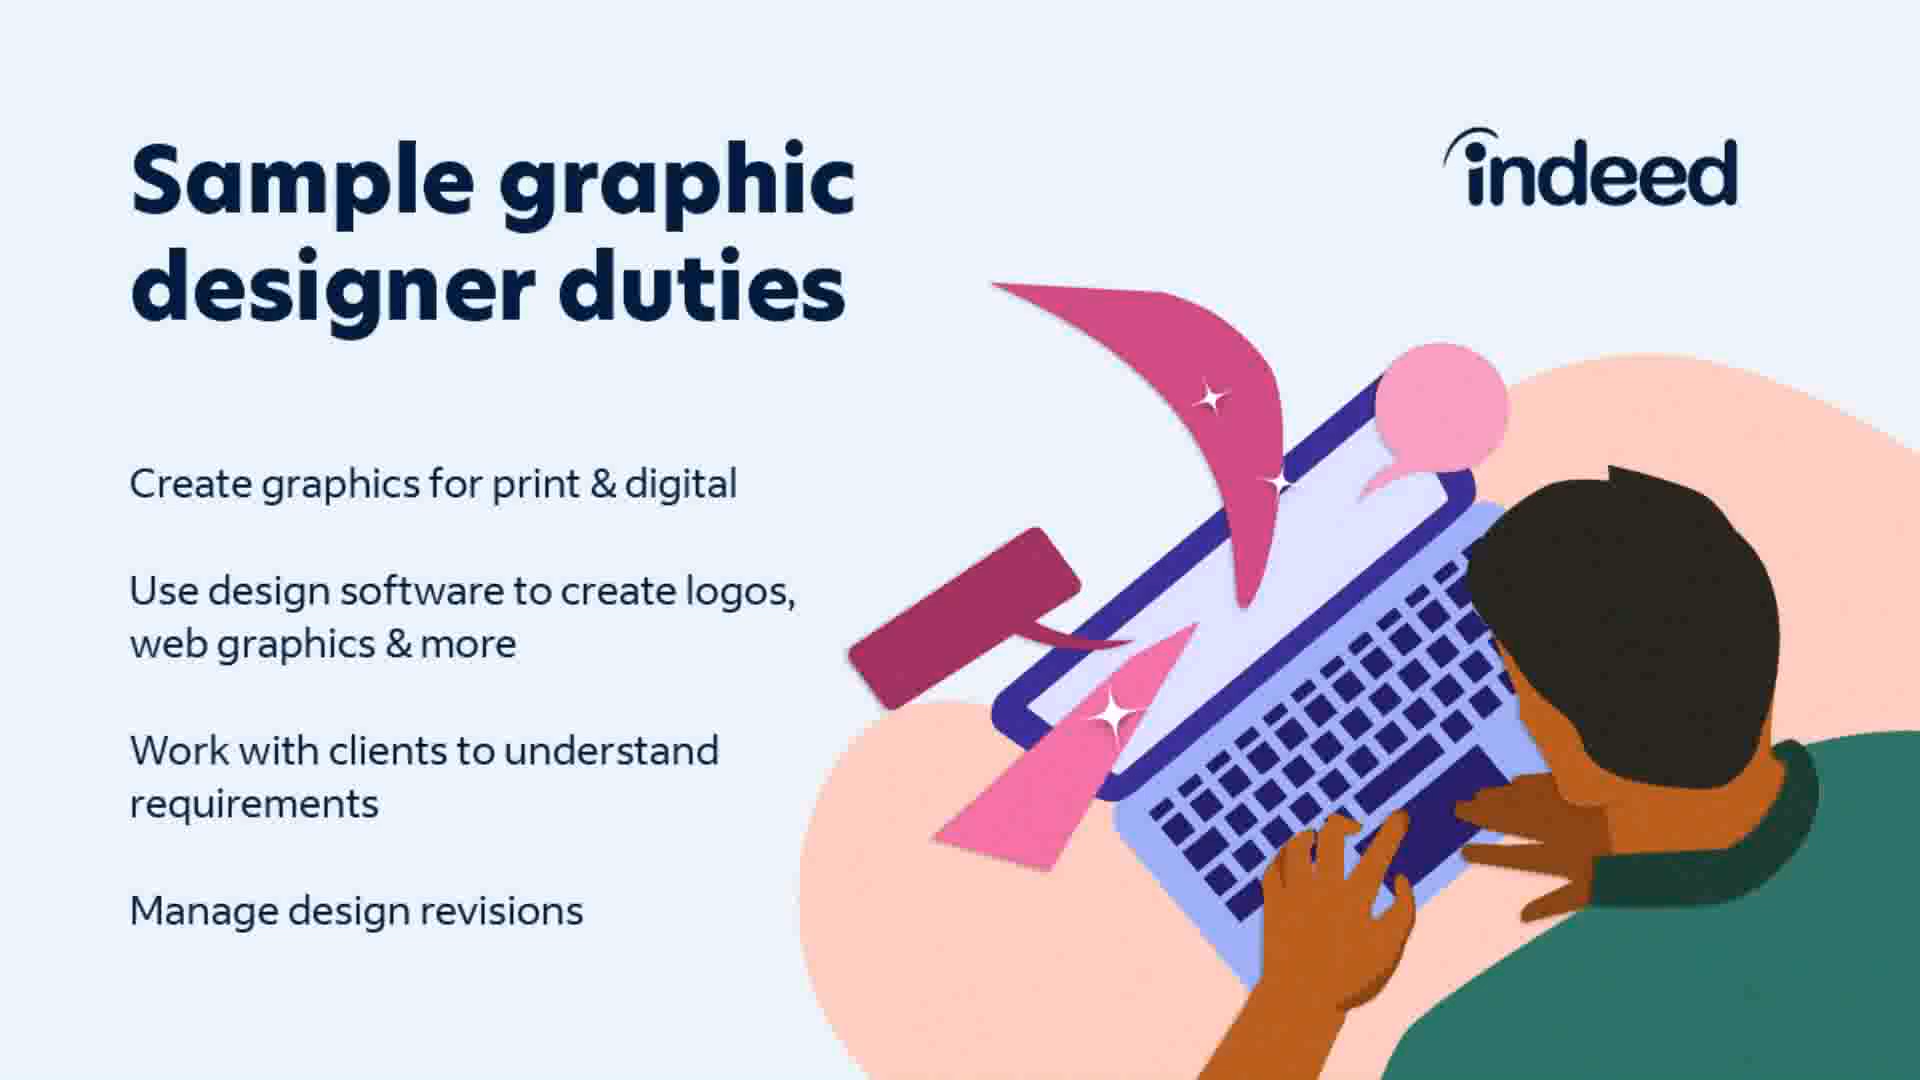 Sample graphic
designer duties
indeed
Create graphics for print & digital
Use design software to create logos,
web graphics & more
Work with clients to understand
requirements
Manage design revisions